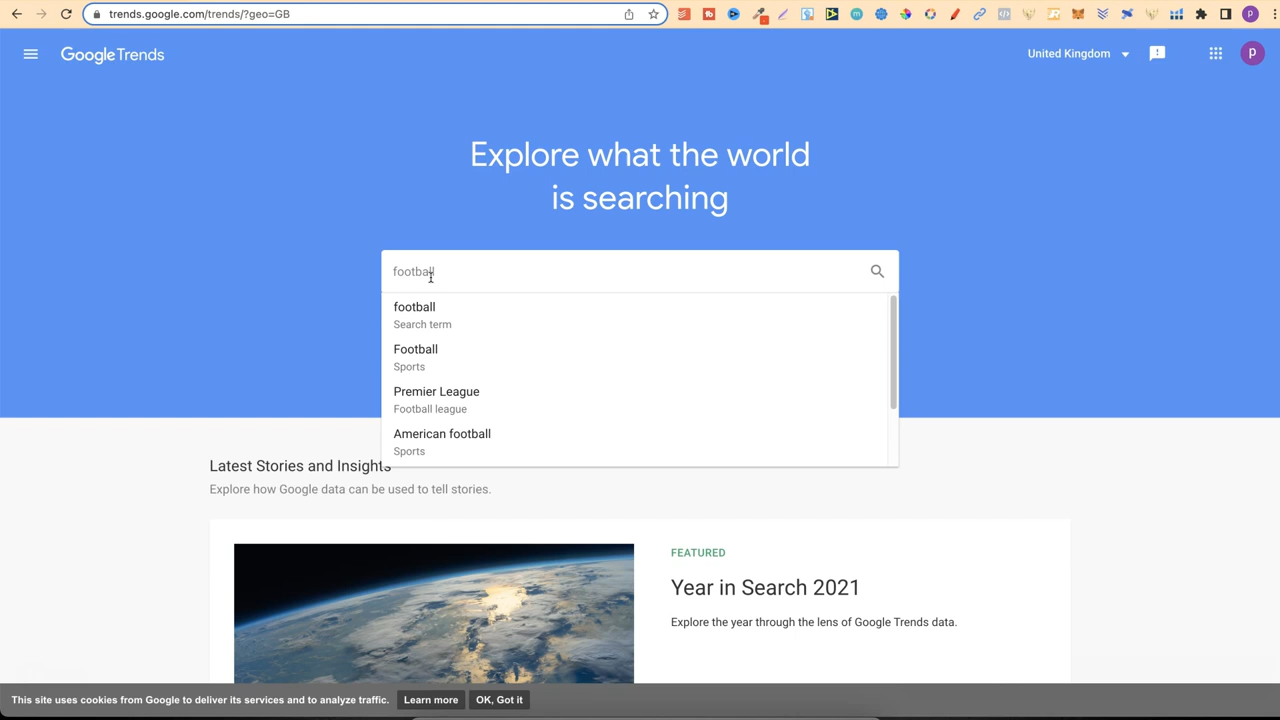 trends.google.com/trends/?geo=GB
p
Google Trends
United Kingdom
p
Explore what the world
is searching
football
football
Search term
Football
Sports
Premier League
Football league
American football
Sports
Latest Stories and Insights
Explore how Google data can be used to tell stories.
FEATURED
Year in Search 2021
Explore the year through the lens of Google Trends data.
This site uses cookies from Google to deliver its services and to analyze traffic. Learn more OK, Got it